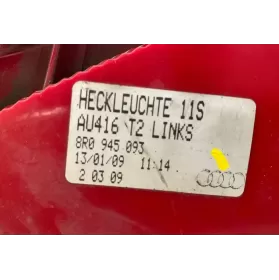 HECKLEUCHTE 11S
AU416 T2 LINKS
8R0 945 093
13/01/09 11:14
2 03 09